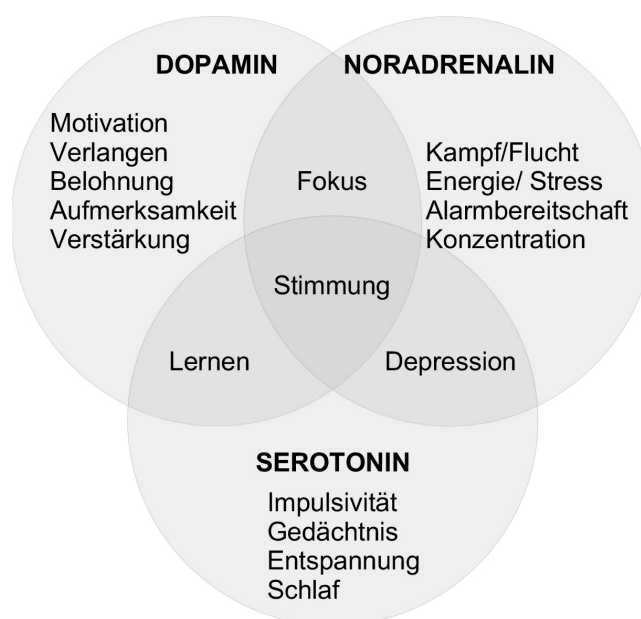 DOPAMIN
NORADRENALIN
Motivation
Verlangen
Belohnung
Aufmerksamkeit
Verstärkung
Fokus
Kampf/Flucht
Energie/ Stress
Alarmbereitschaft
Konzentration
Stimmung
Lernen
Depression
SEROTONIN
Impulsivität
Gedächtnis
Entspannung
Schlaf